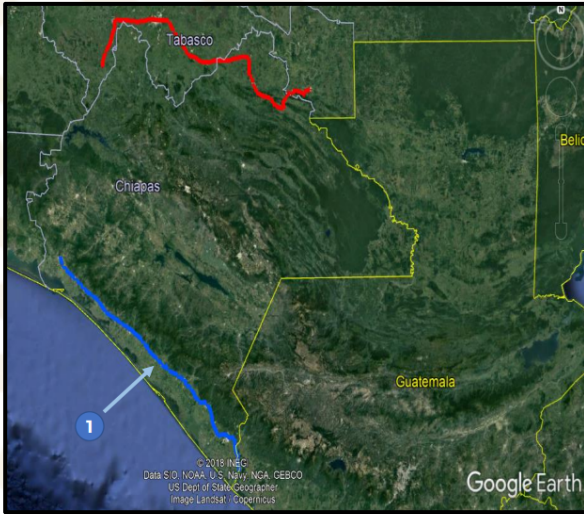 N
Tabasco
Beli
Chiapas
Guatemala
1
© 2018 INEGI
Data SIO, NOAA, U.S. Navy, NGA, GEBCO
US Dept of State Geographer
Image Landsat / Copernicus
Google Earth